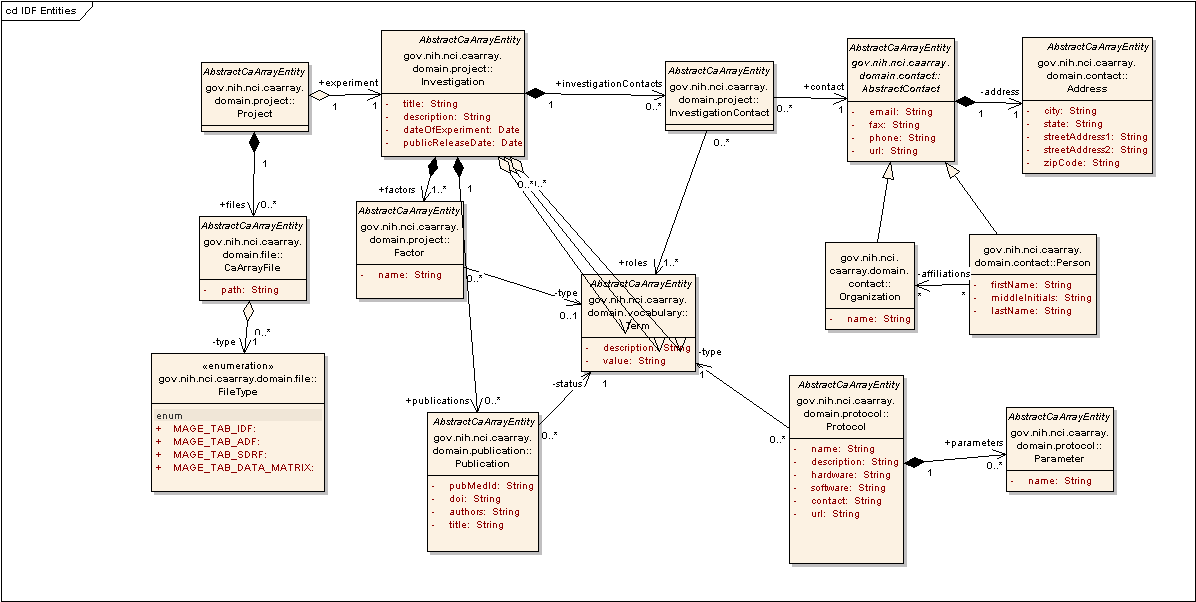 cd IDF Entities
AbstractCaArrayEntity
gov.nih.nci.caarray.
domain.project::
Project
+experiment
1
1
1
+files
0..*
AbstractCaArrayEntity
gov.nih.nci.caarray.
domain.project::
Investigation
- title: String
- description: String
- dateOfExperiment: Date
- publicReleaseDate: Date
+investigationContacts
1
0..*
AbstractCaArrayEntity
gov.nih.nci.caarray.
domain.project::
InvestigationContact
+contact
0..*
1
AbstractCaArrayEntity
gov.nih.nci.caarray.
domain.contact::
AbstractContact
- email: String
- fax: String
- phone: String
- url: String
-address
1
1
AbstractCaArrayEntity
gov.nih.nci.caarray.
domain.contact::
Address
- city: String
- state: String
- streetAddress1: String
- streetAddress2: String
- zipCode: String
0..*
+roles
1..*
+factors
1..*
1
0..*
..*
AbstractCaArrayEntity
gov.nih.nci.caarray.
domain.file::
CaArrayFile
- path: String
0..*
-type
1
«enumeration»
gov.nih.nci.caarray.domain.file::
FileType
enum
+ MAGE_TAB_IDF:
+ MAGE_TAB_ADF:
+ MAGE_TAB_SDRF:
+ MAGE_TAB_DATA_MATRIX:
AbstractCaArrayEntity
gov.nih.nci.caarray.
domain.project::
Factor
- name: String
0..*
-type
0..1
AbstractCaArrayEntity
gov.nih.nci.caarray.
domain.vocabulary::
Term
- description: String
- value: String
gov.nih.nci.
caarray.domain.
contact::
Organization
- name: String
-affiliations
*
*
gov.nih.nci.caarray.
domain.contact::Person
- firstName: String
- middleInitials: String
- lastName: String
+publications
0..*
-status
1
0..*
AbstractCaArrayEntity
gov.nih.nci.caarray.
domain.publication::
Publication
- pubMedId: String
- doi: String
- authors: String
- title: String
-type
1
0..*
AbstractCaArrayEntity
gov.nih.nci.caarray.
domain.protocol::
Protocol
- name: String
- description: String
- hardware: String
- software: String
- contact: String
- url: String
+parameters
1
0..*
AbstractCaArrayEntity
gov.nih.nci.caarray.
domain.protocol::
Parameter
- name: String